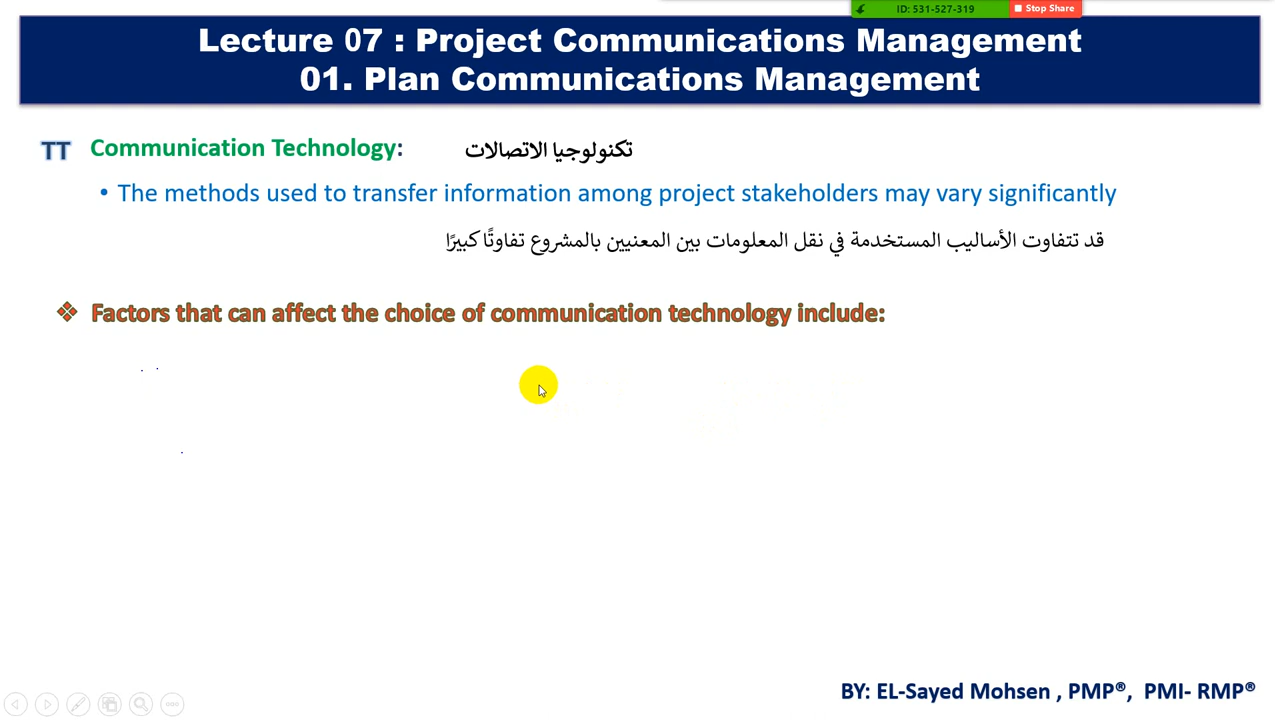 ID: 531-527-319 Stop Share
Lecture 07 : Project Communications Management
01. Plan Communications Management
TT Communication Technology: تكنولوجيا الاتصالات
• The methods used to transfer information among project stakeholders may vary significantly
قد تتفاوت الأساليب المستخدمة في نقل المعلومات بين المعنيين بالمشروع تفاوتًا كبيرًا
❖ Factors that can affect the choice of communication technology include:
BY: EL-Sayed Mohsen , PMP®, PMI- RMP®